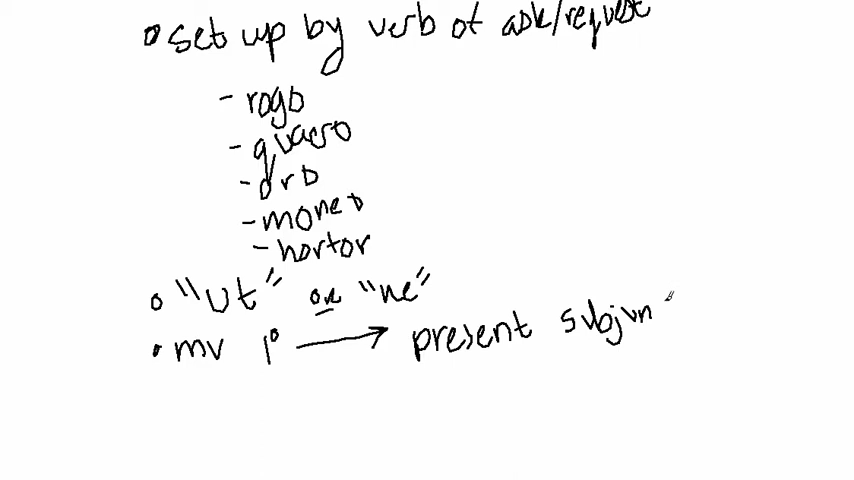 • set up by verb of ask/request
- rogo
- quaero
- oro
- moneo
- hortor
• "ut" or "ne"
• mv 1° → present subjun